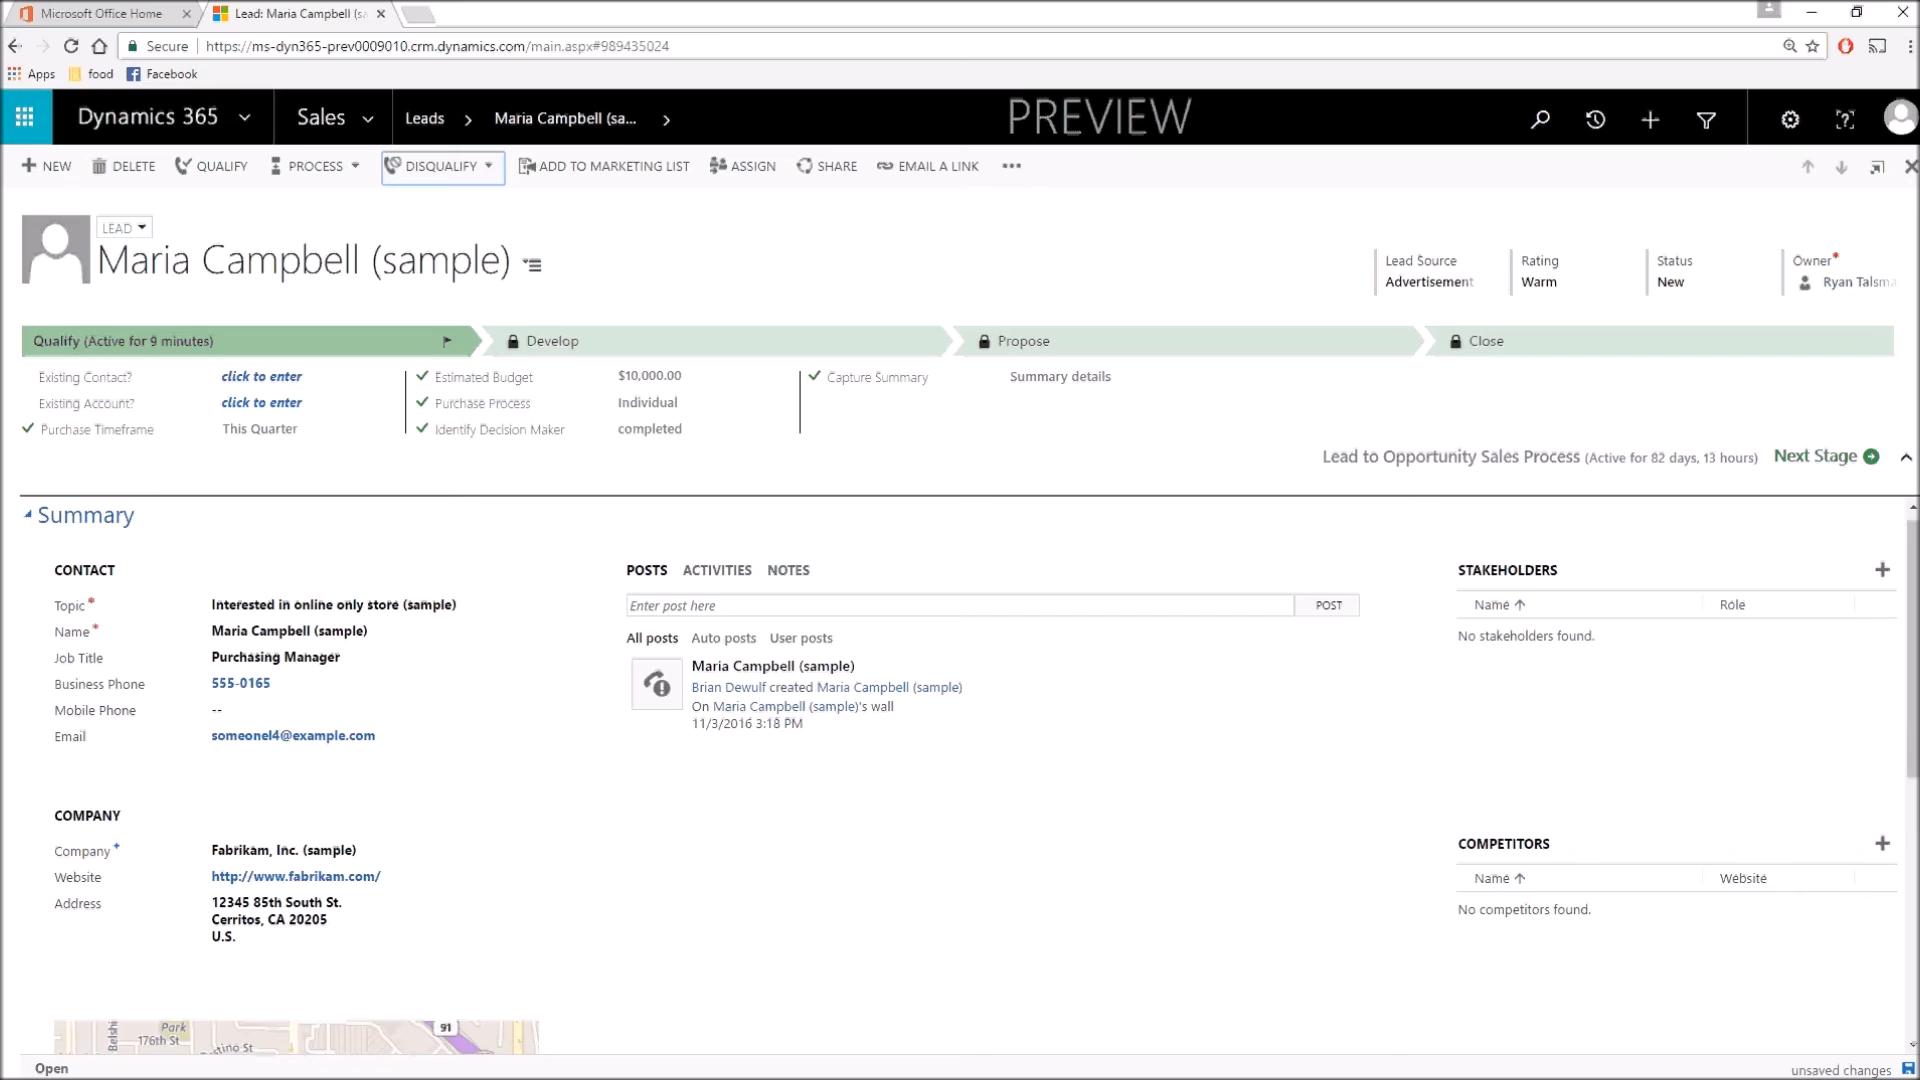 Microsoft Office Home
Lead: Maria Campbell (sa
Secure
https://ms-dyn365-prev0009010.crm.dynamics.com/main.aspx#989435024
Apps food Facebook
Dynamics 365 Sales Leads Maria Campbell (sa... PREVIEW
NEW DELETE QUALIFY PROCESS DISQUALIFY ADD TO MARKETING LIST ASSIGN SHARE EMAIL A LINK •••
LEAD
Maria Campbell (sample)
Lead Source Rating Status Owner*
Advertisement Warm New Ryan Talsma
Qualify (Active for 9 minutes) Develop Propose Close
Existing Contact? click to enter Estimated Budget $10,000.00 Capture Summary Summary details
Existing Account? click to enter Purchase Process Individual
Purchase Timeframe This Quarter Identify Decision Maker completed
Lead to Opportunity Sales Process (Active for 82 days, 13 hours) Next Stage
Summary
CONTACT
Topic* Interested in online only store (sample)
Name* Maria Campbell (sample)
Job Title Purchasing Manager
Business Phone 555-0165
Mobile Phone --
Email someonel4@example.com
COMPANY
Company+ Fabrikam, Inc. (sample)
Website http://www.fabrikam.com/
Address 12345 85th South St.
Cerritos, CA 20205
U.S.
POSTS ACTIVITIES NOTES
Enter post here POST
All posts Auto posts User posts
Maria Campbell (sample)
Brian Dewulf created Maria Campbell (sample)
On Maria Campbell (sample)'s wall
11/3/2016 3:18 PM
STAKEHOLDERS
Name Role
No stakeholders found.
COMPETITORS
Name Website
No competitors found.
Park
176th St
91
Open
unsaved changes